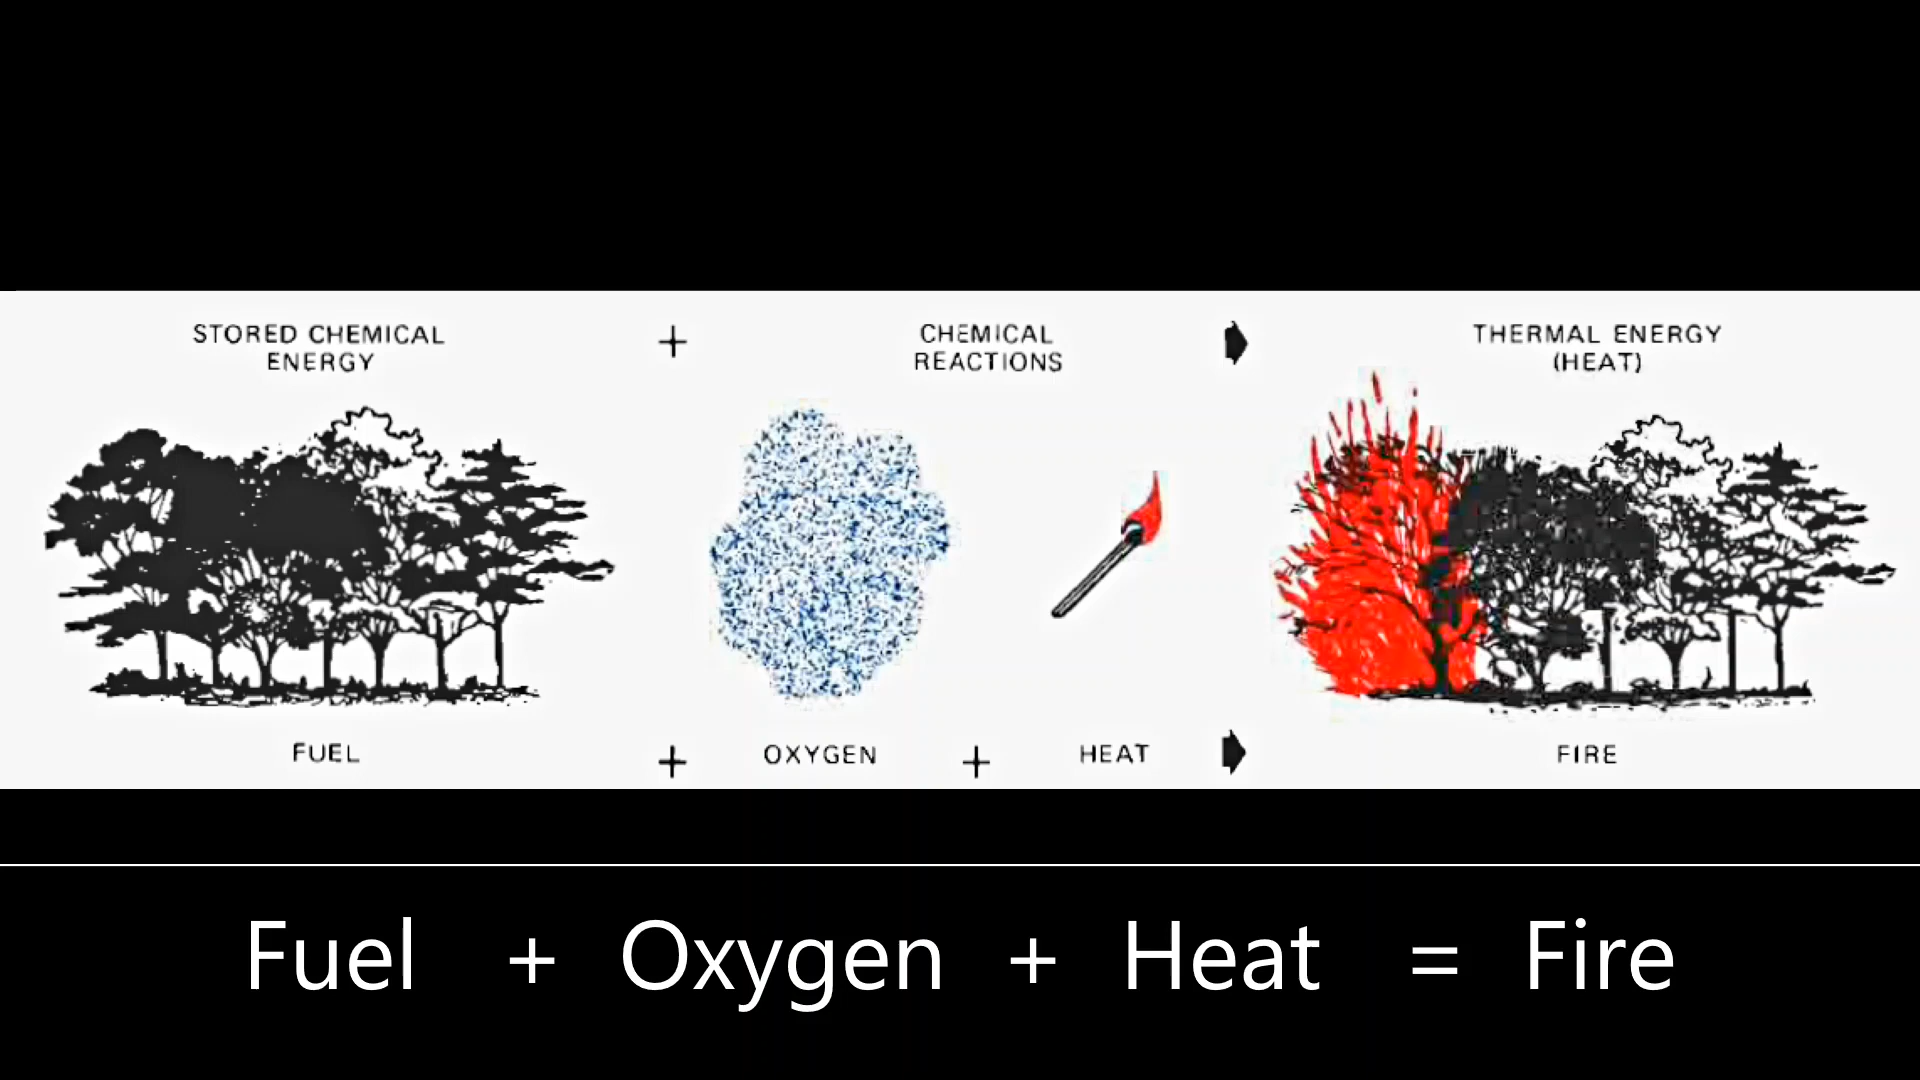 STORED CHEMICAL
ENERGY
+
CHEMICAL
REACTIONS
THERMAL ENERGY
(HEAT)
FUEL + OXYGEN + HEAT FIRE
Fuel + Oxygen + Heat = Fire